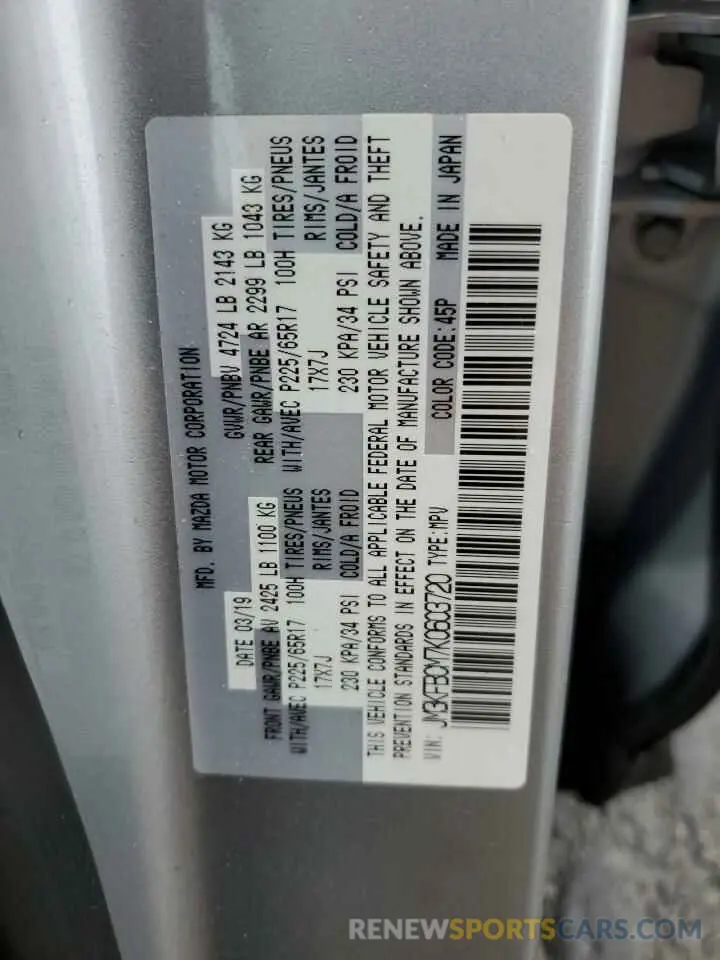 MFD. BY MAZDA MOTOR CORPORATION
DATE 03/19 GVWR/PNBV 4724 LB 2143 KG
FRONT GAWR/PNBE AV 2425 LB 1100 KG REAR GAWR/PNBE AR 2299 LB 1043 KG
WITH/AVEC P225/65R17 100H TIRES/PNEUS WITH/AVEC P225/65R17 100H TIRES/PNEUS
17X7J RIMS/JANTES 17X7J RIMS/JANTES
230 KPA/34 PSI COLD/A FROID 230 KPA/34 PSI COLD/A FROID
THIS VEHICLE CONFORMS TO ALL APPLICABLE FEDERAL MOTOR VEHICLE SAFETY AND THEFT
PREVENTION STANDARDS IN EFFECT ON THE DATE OF MANUFACTURE SHOWN ABOVE.
VIN: JM3KFBCM7K0603720 TYPE:MPV COLOR CODE:45P MADE IN JAPAN
RENEWSPORTSCARS.COM